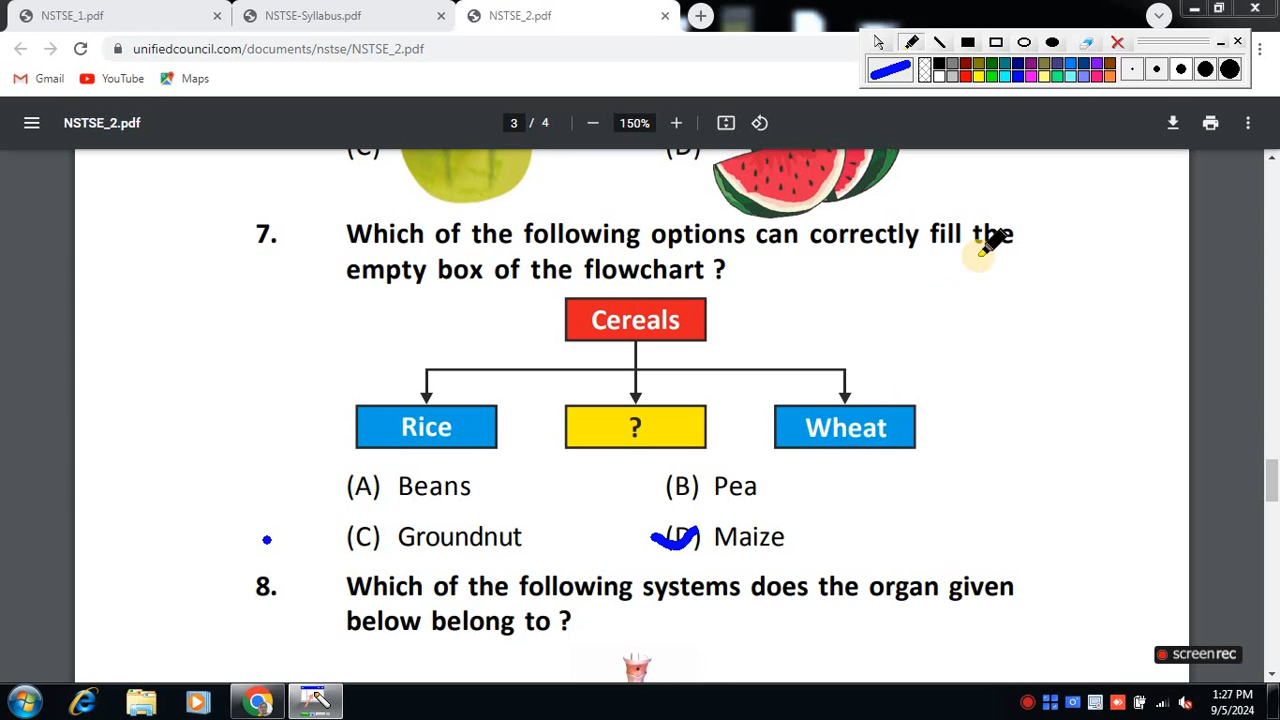 NSTSE_1.pdf
NSTSE-Syllabus.pdf
NSTSE_2.pdf
unifiedcouncil.com/documents/nstse/NSTSE_2.pdf
Gmail
YouTube
Maps
NSTSE_2.pdf
3 / 4
150%
7. Which of the following options can correctly fill the
empty box of the flowchart ?
Cereals
Rice
?
Wheat
(A) Beans
(B) Pea
(C) Groundnut
(D) Maize
8. Which of the following systems does the organ given
below belong to ?
screenrec
1:27 PM
9/5/2024